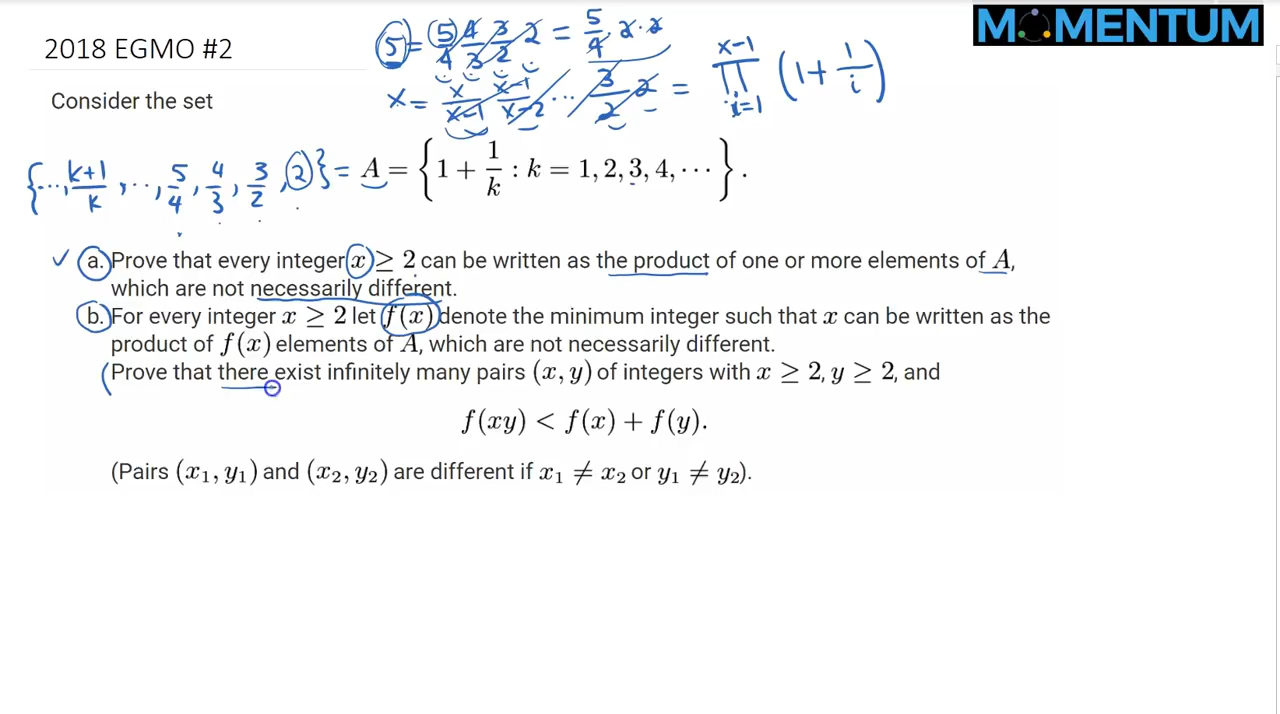 MOMENTUM
2018 EGMO #2
5 = 5/4 4/3 3/2 2 = 5/4 2·2
Consider the set
x = x/x-1 x-1/x-2 ... 3/2 2 = ∏ x-1 i=1 (1+ 1/i)
{..., k+1/k, ..., 5/4, 4/3, 3/2, 2} = A = {1 + 1/k : k = 1, 2, 3, 4, ⋯}.
✓ a. Prove that every integer x ≥ 2 can be written as the product of one or more elements of A,
which are not necessarily different.
b. For every integer x ≥ 2 let f(x) denote the minimum integer such that x can be written as the
product of f(x) elements of A, which are not necessarily different.
(Prove that there exist infinitely many pairs (x, y) of integers with x ≥ 2, y ≥ 2, and
f(xy) < f(x) + f(y).
(Pairs (x₁, y₁) and (x₂, y₂) are different if x₁ ≠ x₂ or y₁ ≠ y₂).